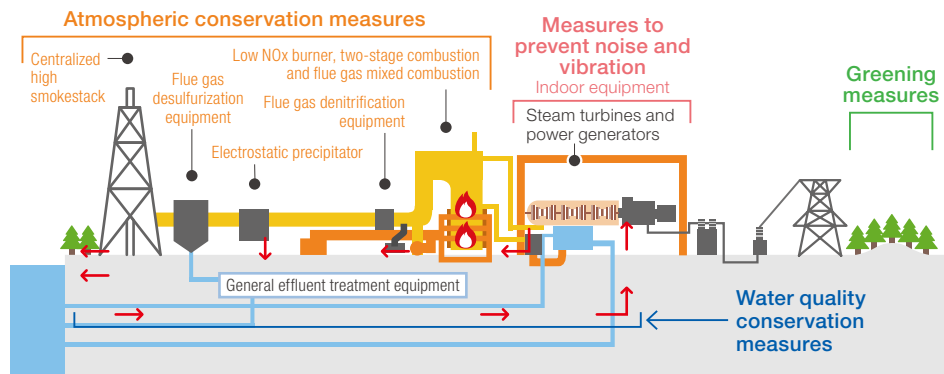 Atmospheric conservation measures
Centralized
high
smokestack
Flue gas
desulfurization
equipment
Electrostatic precipitator
Low NOx burner, two-stage combustion
and flue gas mixed combustion
Flue gas denitrification
equipment
Measures to
prevent noise and
vibration
Indoor equipment
Steam turbines and
power generators
Greening
measures
General effluent treatment equipment
Water quality
conservation
measures